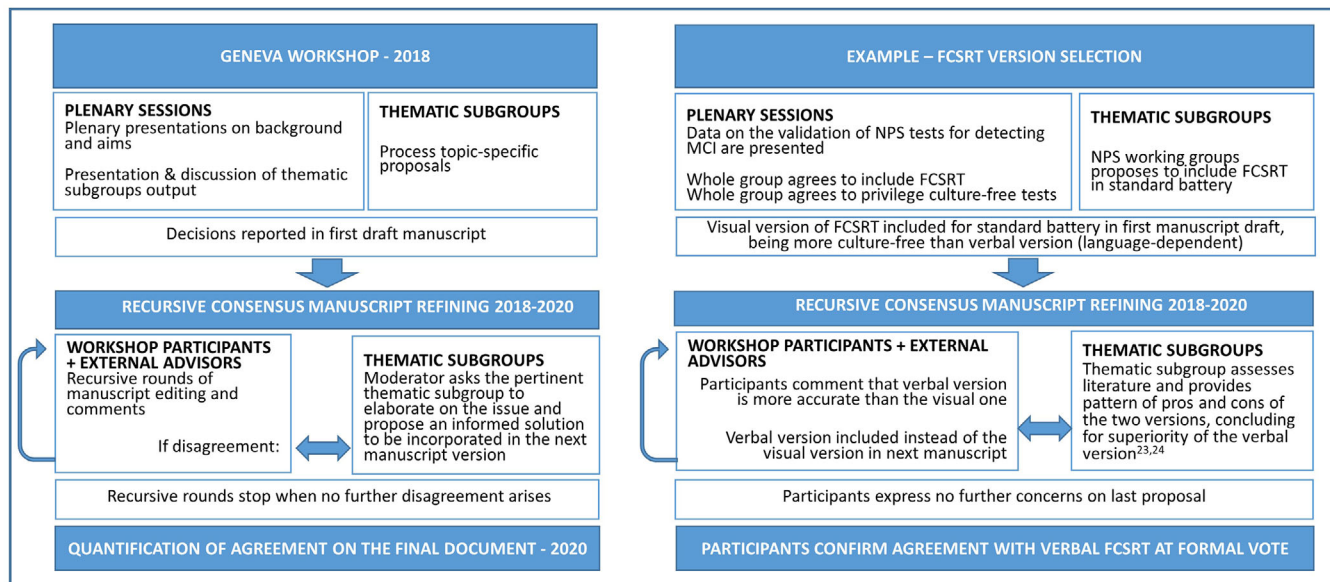 GENEVA WORKSHOP - 2018
PLENARY SESSIONS
Plenary presentations on background
and aims
Presentation & discussion of thematic
subgroups output
THEMATIC SUBGROUPS
Process topic-specific
proposals
Decisions reported in first draft manuscript
RECURSIVE CONSENSUS MANUSCRIPT REFINING 2018-2020
WORKSHOP PARTICIPANTS
+ EXTERNAL ADVISORS
Recursive rounds of
manuscript editing and
comments
If disagreement:
THEMATIC SUBGROUPS
Moderator asks the pertinent
thematic subgroup to
elaborate on the issue and
propose an informed solution
to be incorporated in the next
manuscript version
Recursive rounds stop when no further disagreement arises
QUANTIFICATION OF AGREEMENT ON THE FINAL DOCUMENT - 2020
EXAMPLE – FCSRT VERSION SELECTION
PLENARY SESSIONS
Data on the validation of NPS tests for detecting
MCI are presented
Whole group agrees to include FCSRT
Whole group agrees to privilege culture-free tests
THEMATIC SUBGROUPS
NPS working groups
proposes to include FCSRT
in standard battery
Visual version of FCSRT included for standard battery in first manuscript draft,
being more culture-free than verbal version (language-dependent)
RECURSIVE CONSENSUS MANUSCRIPT REFINING 2018-2020
WORKSHOP PARTICIPANTS + EXTERNAL
ADVISORS
Participants comment that verbal version
is more accurate than the visual one
Verbal version included instead of the
visual version in next manuscript
THEMATIC SUBGROUPS
Thematic subgroup assesses
literature and provides
pattern of pros and cons of
the two versions, concluding
for superiority of the verbal
version23,24
Participants express no further concerns on last proposal
PARTICIPANTS CONFIRM AGREEMENT WITH VERBAL FCSRT AT FORMAL VOTE